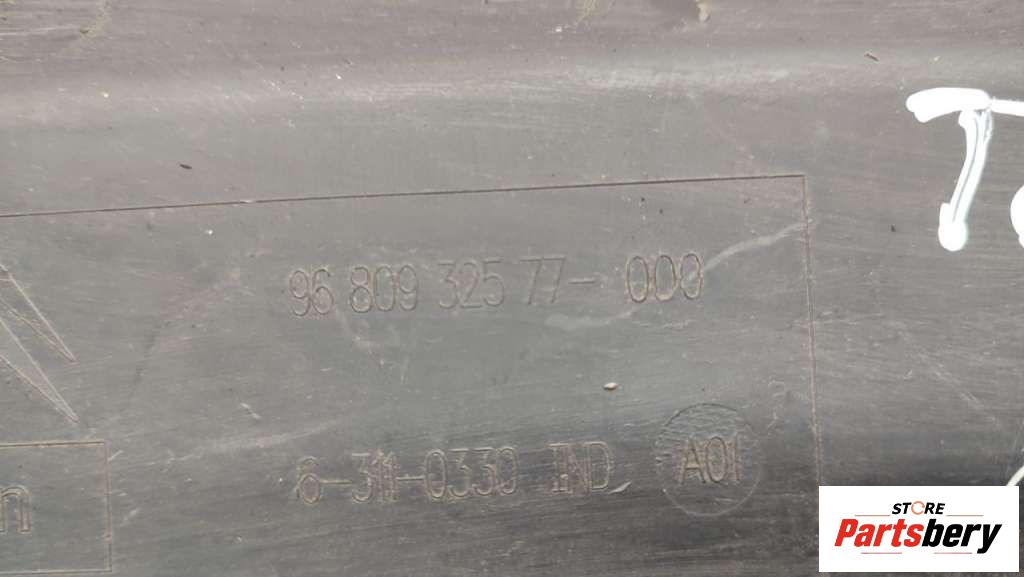 96 809 325 77- 000
6-311-0330 IND A01
STORE
Partsbery